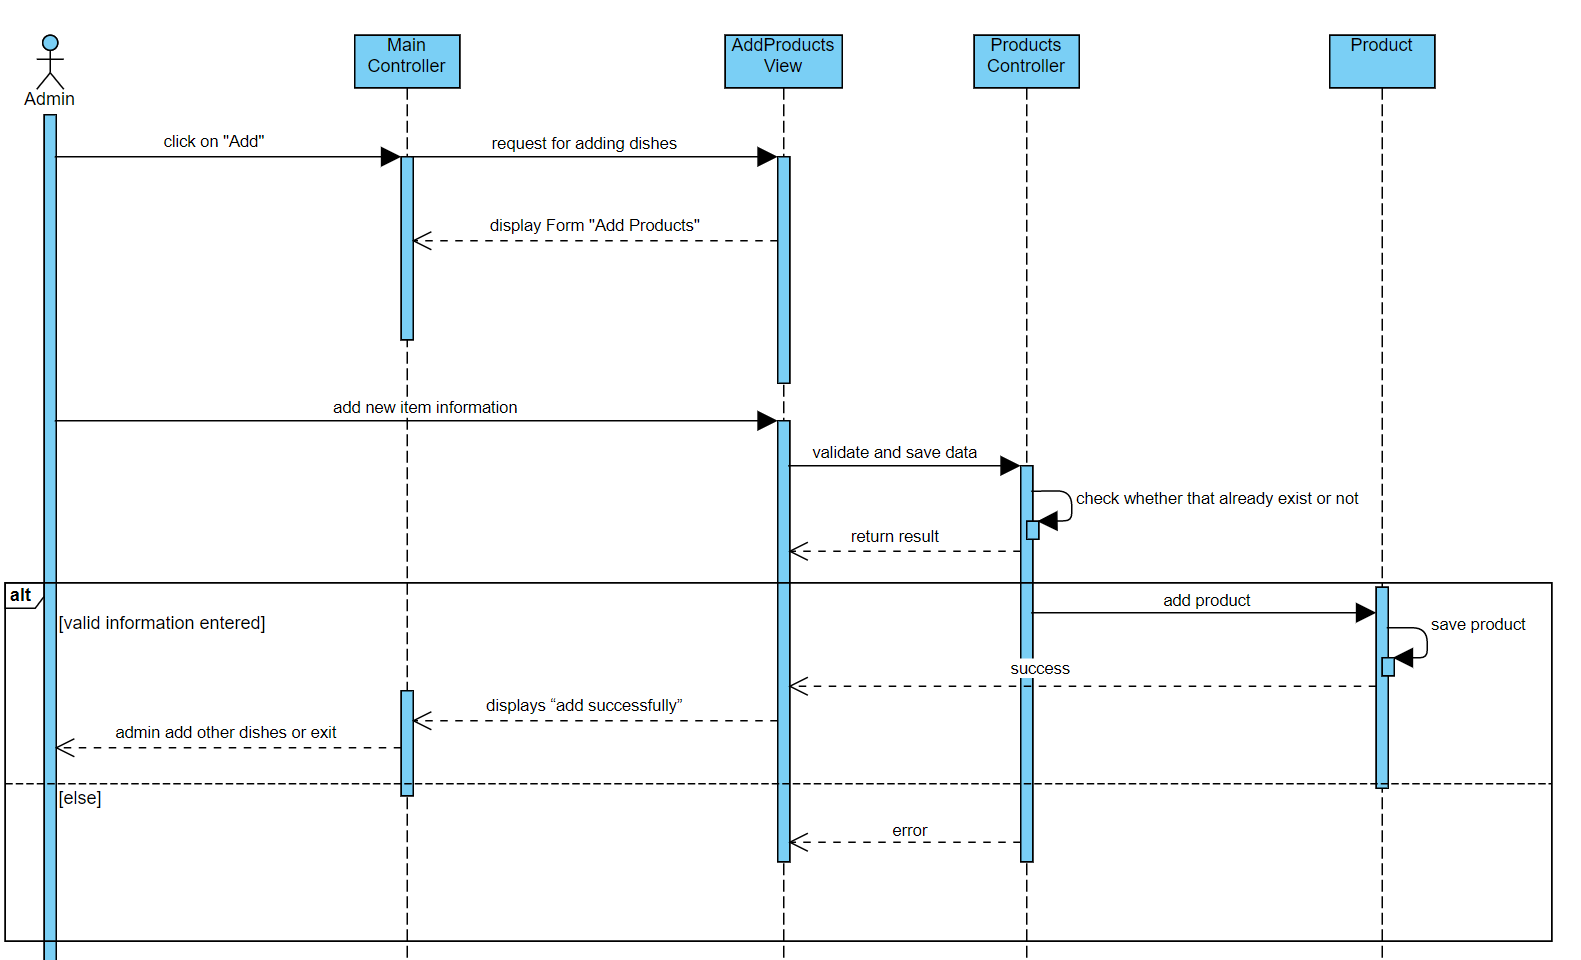 Admin
Main
Controller
AddProducts
View
Products
Controller
Product
click on "Add"
request for adding dishes
display Form "Add Products"
add new item information
validate and save data
check whether that already exist or not
return result
alt
[valid information entered]
add product
save product
success
displays “add successfully”
admin add other dishes or exit
[else]
error